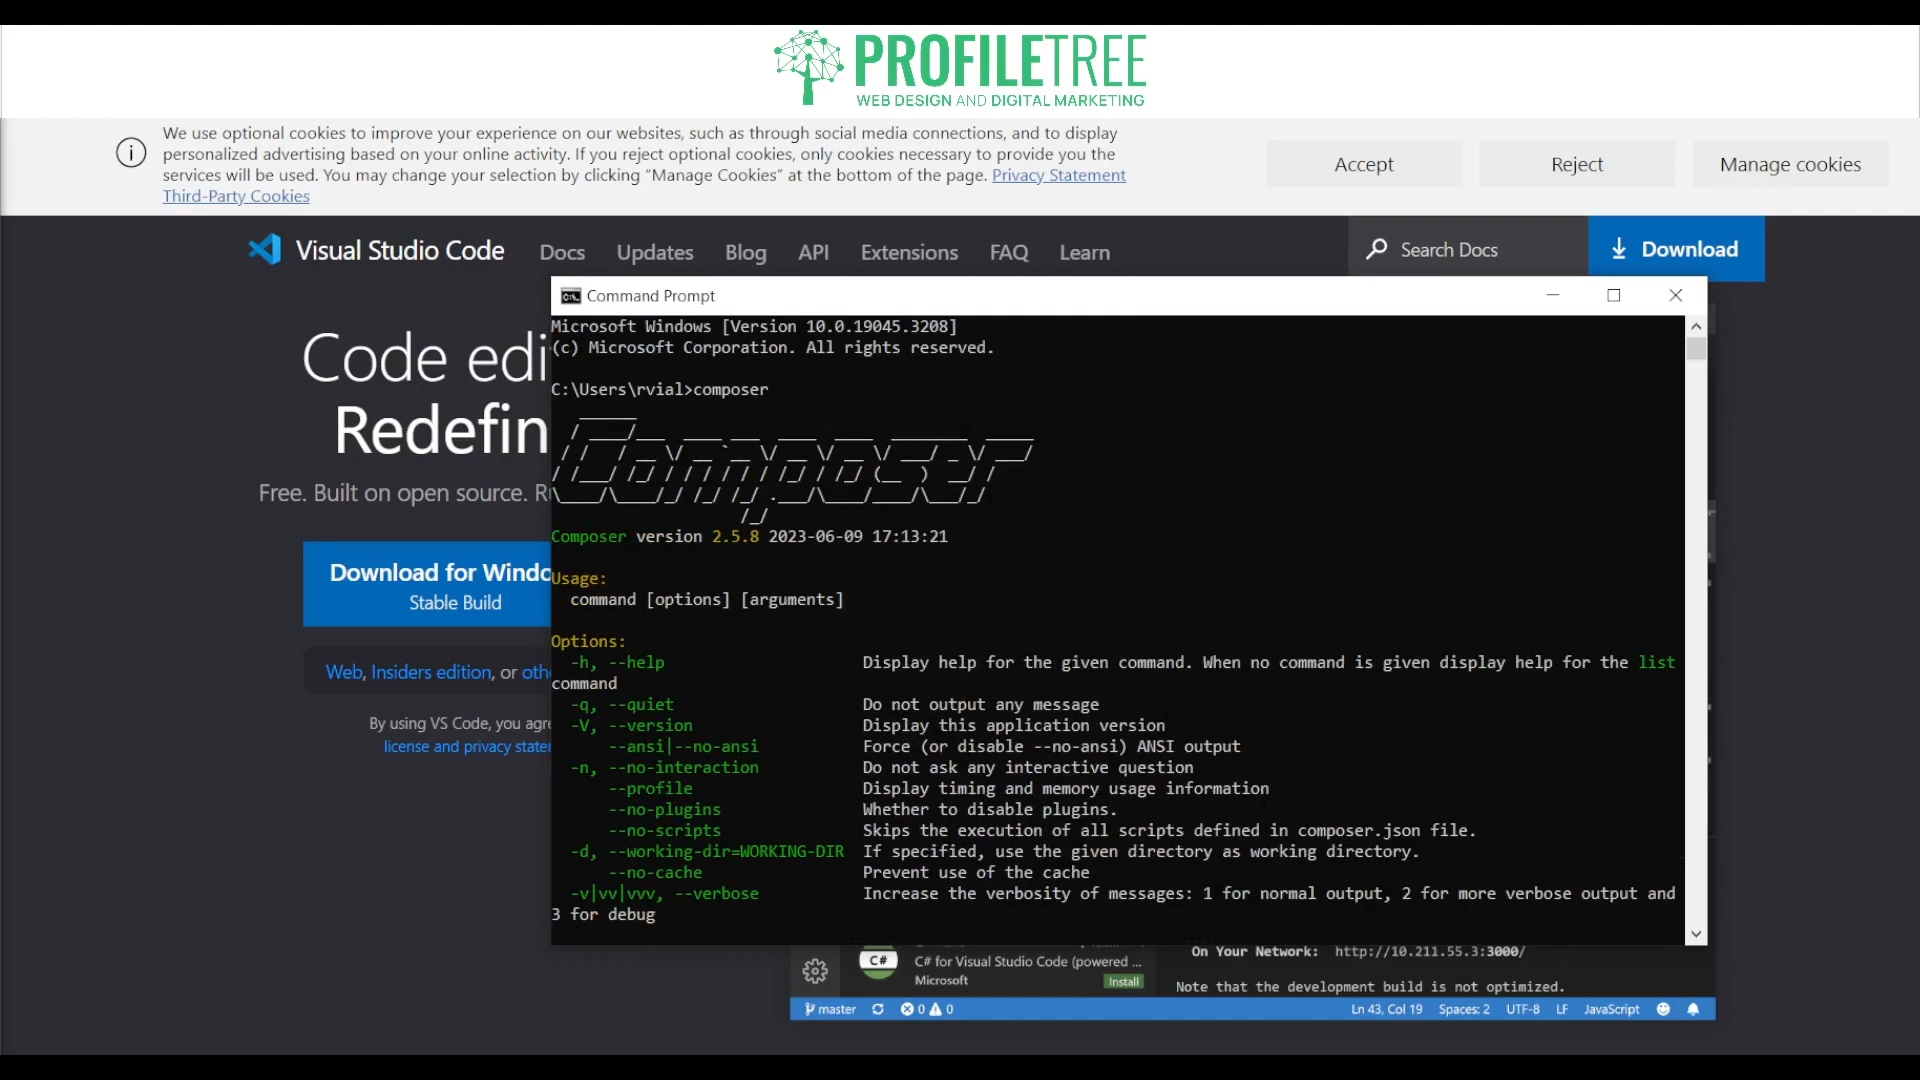 PROFILETREE
WEB DESIGN AND DIGITAL MARKETING
We use optional cookies to improve your experience on our websites, such as through social media connections, and to display
personalized advertising based on your online activity. If you reject optional cookies, only cookies necessary to provide you the
services will be used. You may change your selection by clicking “Manage Cookies” at the bottom of the page. Privacy Statement
Third-Party Cookies
Accept
Reject
Manage cookies
Visual Studio Code
Docs
Updates
Blog
API
Extensions
FAQ
Learn
Search Docs
Download
Code edi
Redefin
Free. Built on open source. R
Download for Windo
Stable Build
Web, Insiders edition, or oth
By using VS Code, you agre
license and privacy stater
Command Prompt
Microsoft Windows [Version 10.0.19045.3208]
(c) Microsoft Corporation. All rights reserved.
C:\Users\rvial>composer
Composer
Composer version 2.5.8 2023-06-09 17:13:21
Usage:
command [options] [arguments]
Options:
-h, --help Display help for the given command. When no command is given display help for the list
command
-q, --quiet Do not output any message
-V, --version Display this application version
--ansi|--no-ansi Force (or disable --no-ansi) ANSI output
-n, --no-interaction Do not ask any interactive question
--profile Display timing and memory usage information
--no-plugins Whether to disable plugins.
--no-scripts Skips the execution of all scripts defined in composer.json file.
-d, --working-dir=WORKING-DIR If specified, use the given directory as working directory.
--no-cache Prevent use of the cache
-v|vv|vvv, --verbose Increase the verbosity of messages: 1 for normal output, 2 for more verbose output and
3 for debug
On Your Network: http://10.211.55.3:3000/
C#
C# for Visual Studio Code (powered ...
Microsoft
Install
Note that the development build is not optimized.
master
0
0
Ln 43, Col 19
Spaces: 2
UTF-8
LF
JavaScript